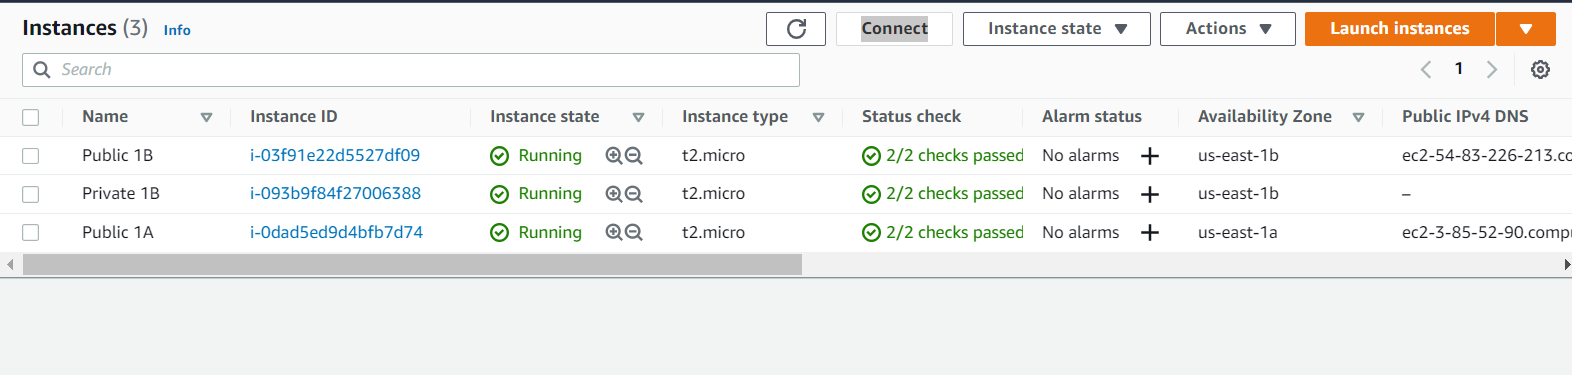 Instances (3) Info Connect Instance state Actions Launch instances
Search 1
Name Instance ID Instance state Instance type Status check Alarm status Availability Zone Public IPv4 DNS
Public 1B i-03f91e22d5527df09 Running t2.micro 2/2 checks passed No alarms us-east-1b ec2-54-83-226-213.co
Private 1B i-093b9f84f27006388 Running t2.micro 2/2 checks passed No alarms us-east-1b –
Public 1A i-0dad5ed9d4bfb7d74 Running t2.micro 2/2 checks passed No alarms us-east-1a ec2-3-85-52-90.compu